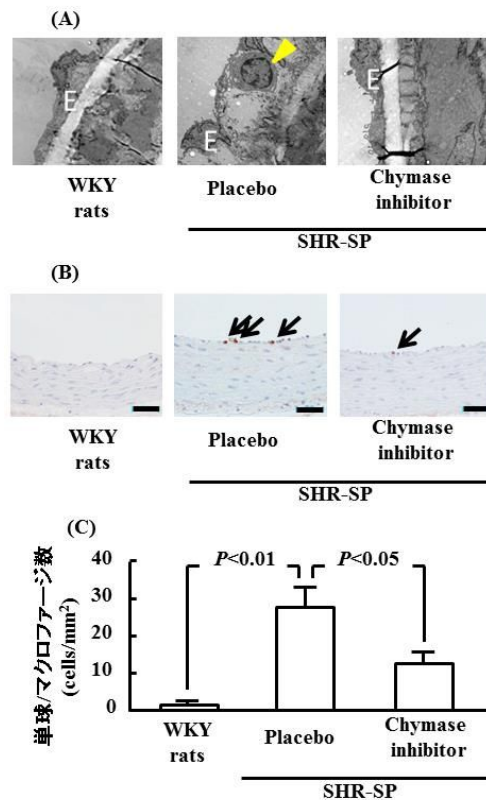 (A)
E
E
E
WKY
rats
Placebo
Chymase
inhibitor
SHR-SP
(B)
WKY
rats
Placebo
Chymase
inhibitor
SHR-SP
(C)
単球/マクロファージ数
(cells/mm²)
40
30
20
10
0
P<0.01
P<0.05
WKY
rats
Placebo
Chymase
inhibitor
SHR-SP